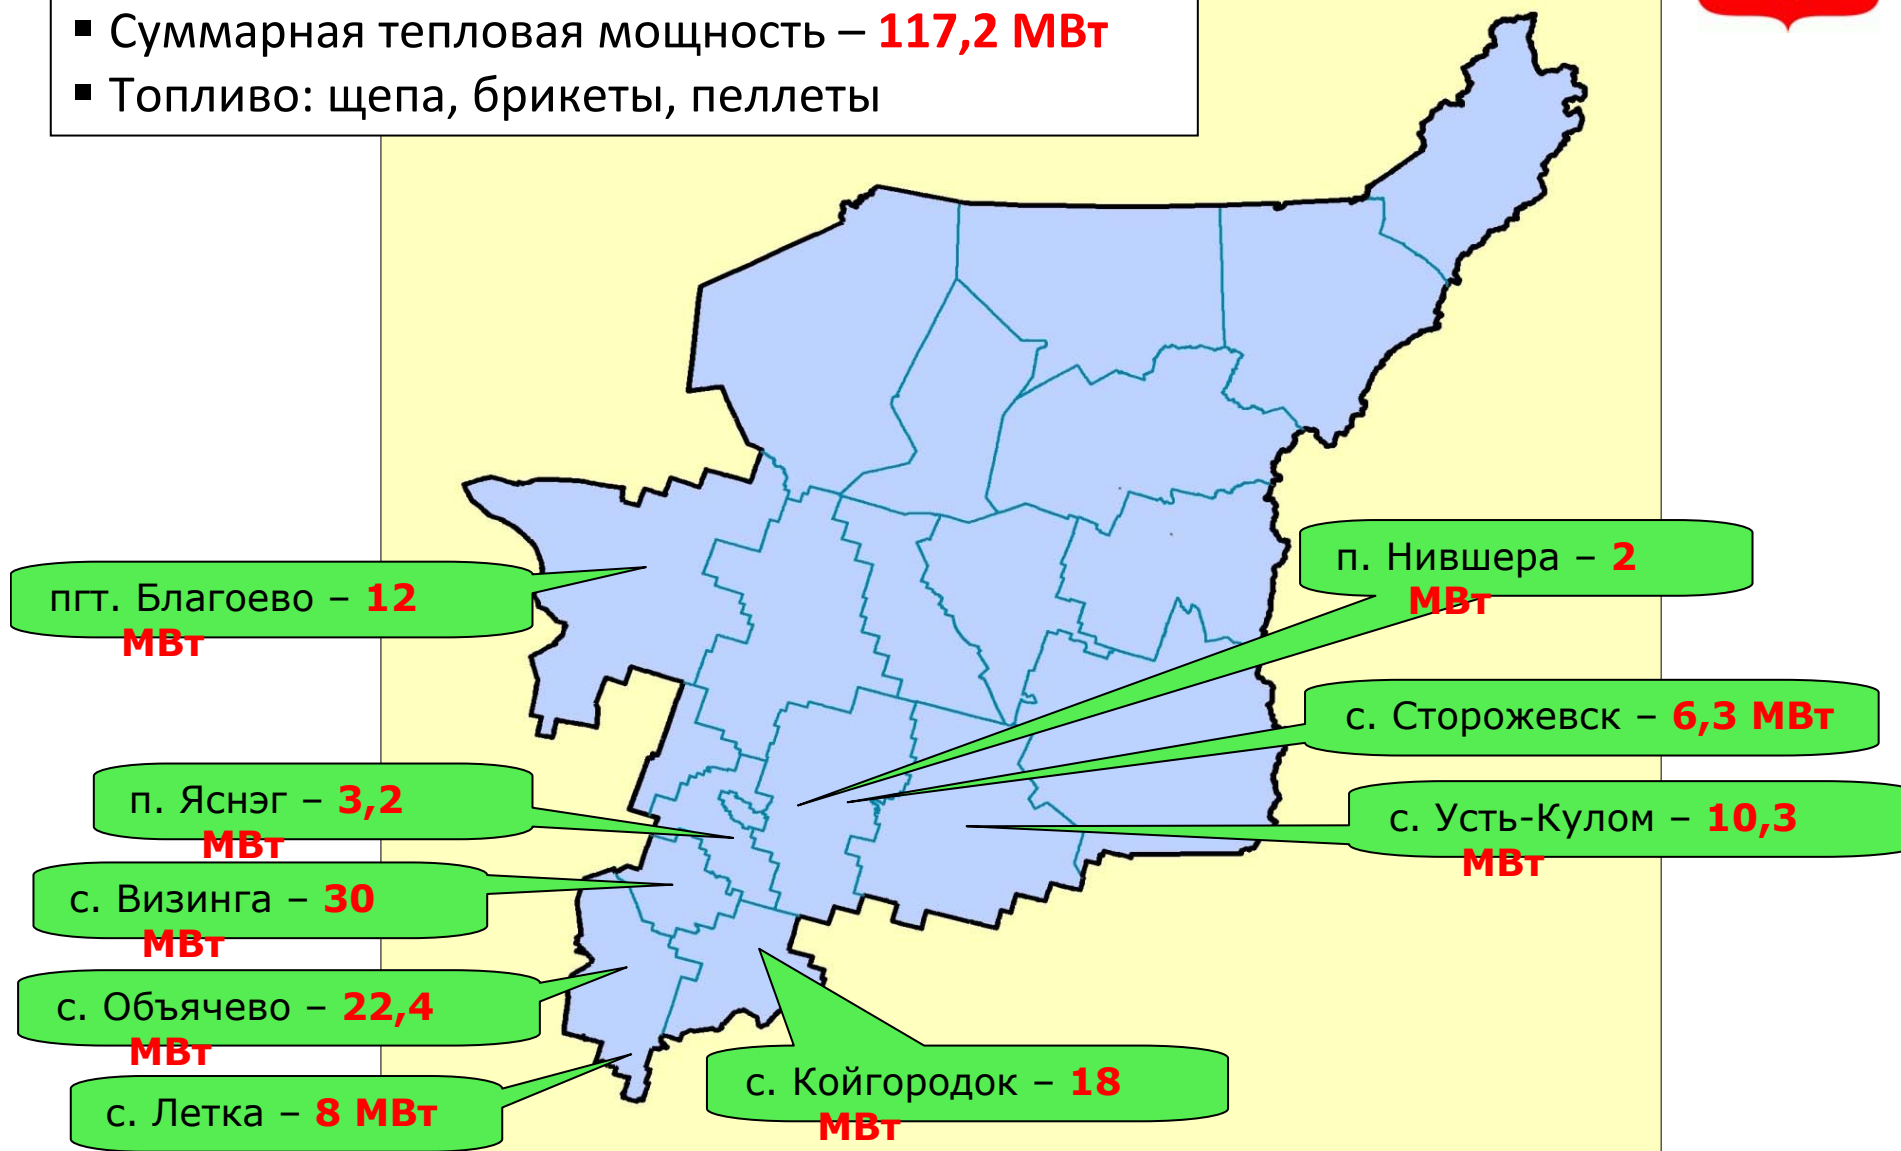 ▪ Суммарная тепловая мощность – 117,2 МВт
▪ Топливо: щепа, брикеты, пеллеты
п. Нившера – 2
МВт
пгт. Благоево – 12
МВт
с. Сторожевск – 6,3 МВт
п. Яснэг – 3,2
МВт
с. Усть-Кулом – 10,3
МВт
с. Визинга – 30
МВт
с. Объячево – 22,4
МВт
с. Койгородок – 18
МВт
с. Летка – 8 МВт